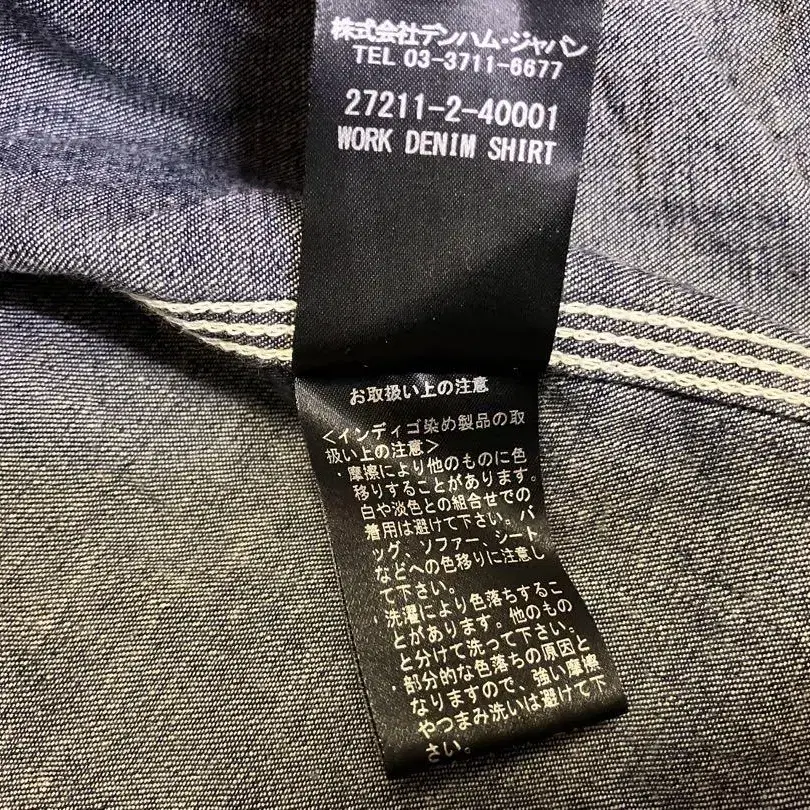 株式会社デンハム・ジャパン
TEL 03-3711-6677
27211-2-40001
WORK DENIM SHIRT
お取扱い上の注意
<インディゴ染め製品の取
扱い上の注意>
・摩擦により他のものに色
移りすることがあります。
白や淡色との組合せでの
着用は避けて下さい。バ
ッグ、ソファー、シート
などへの色移りに注意し
て下さい。
・洗濯により色落ちするこ
とがあります。他のもの
と分けて洗って下さい。
・部分的な色落ちの原因と
なりますので、強い摩擦
やつまみ洗いは避けて下
さい。